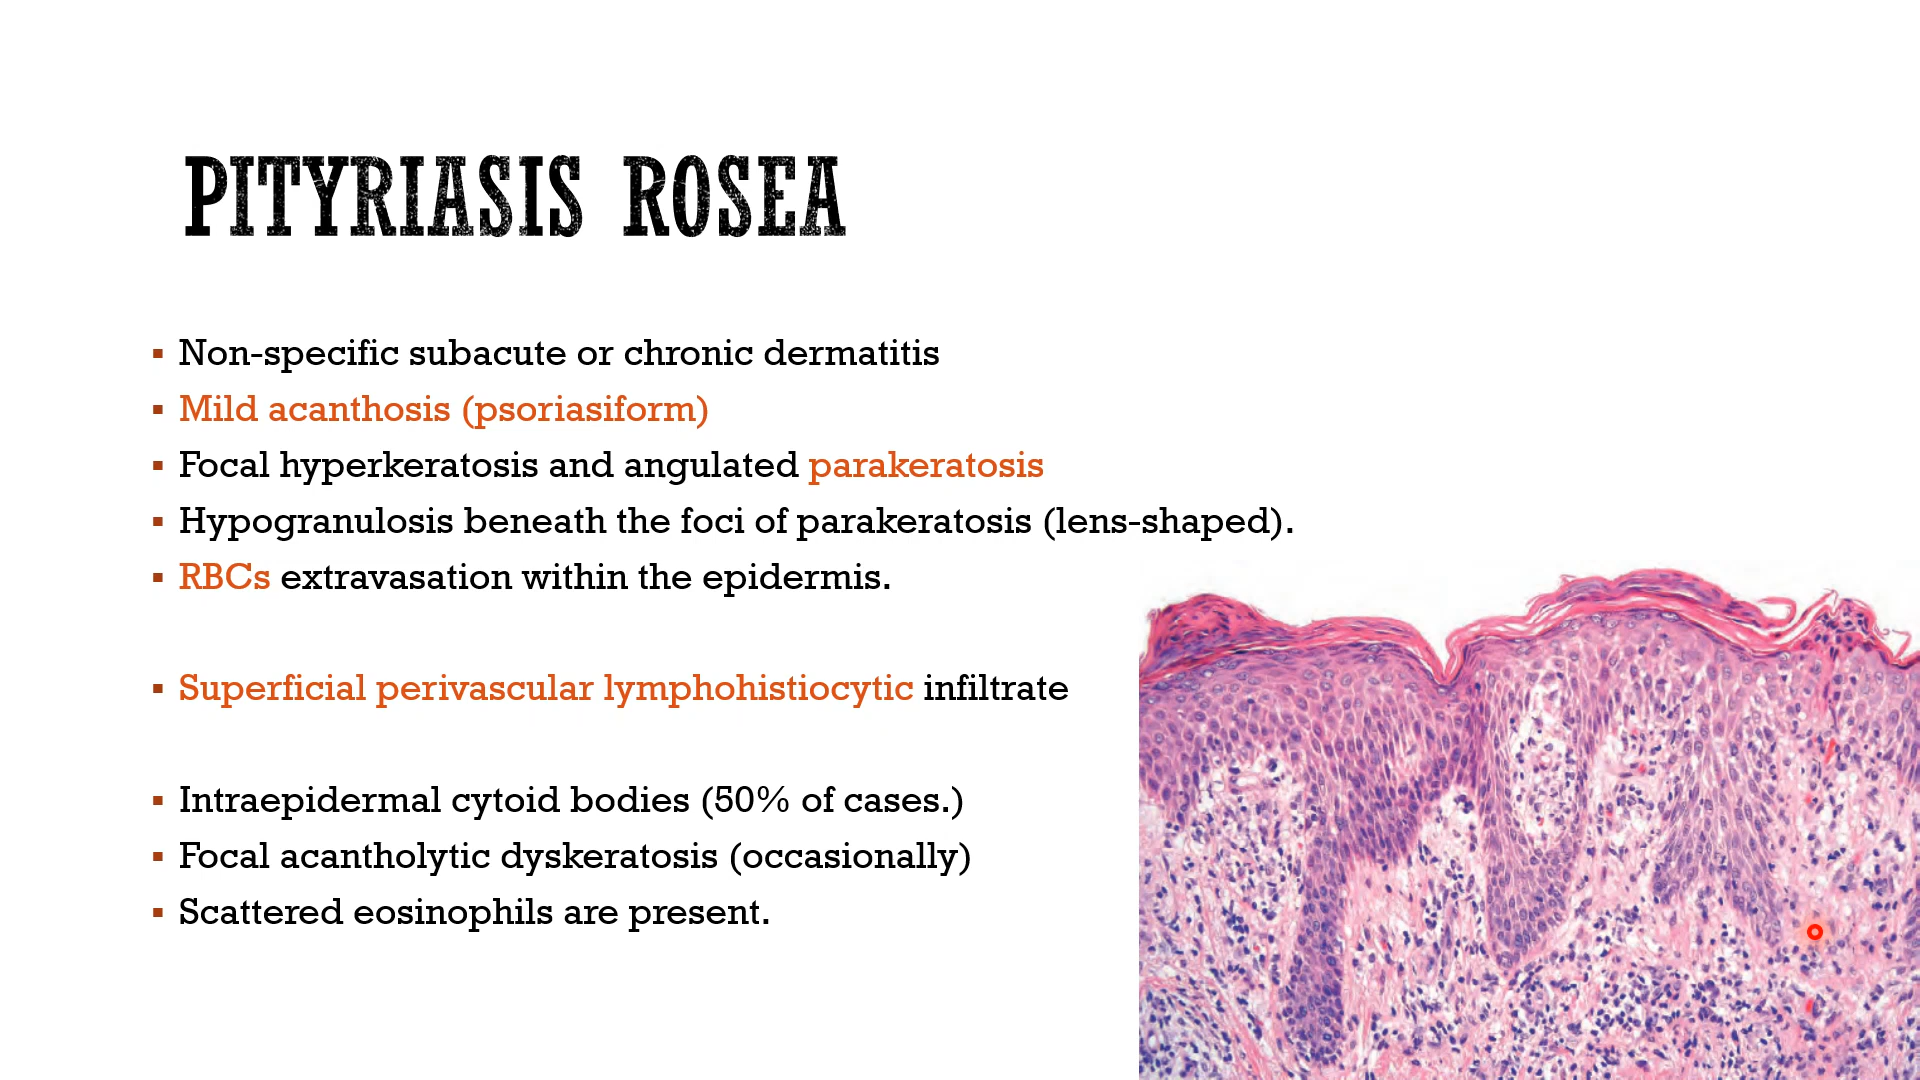 PITYRIASIS ROSEA
▪ Non-specific subacute or chronic dermatitis
▪ Mild acanthosis (psoriasiform)
▪ Focal hyperkeratosis and angulated parakeratosis
▪ Hypogranulosis beneath the foci of parakeratosis (lens-shaped).
▪ RBCs extravasation within the epidermis.
▪ Superficial perivascular lymphohistiocytic infiltrate
▪ Intraepidermal cytoid bodies (50% of cases.)
▪ Focal acantholytic dyskeratosis (occasionally)
▪ Scattered eosinophils are present.